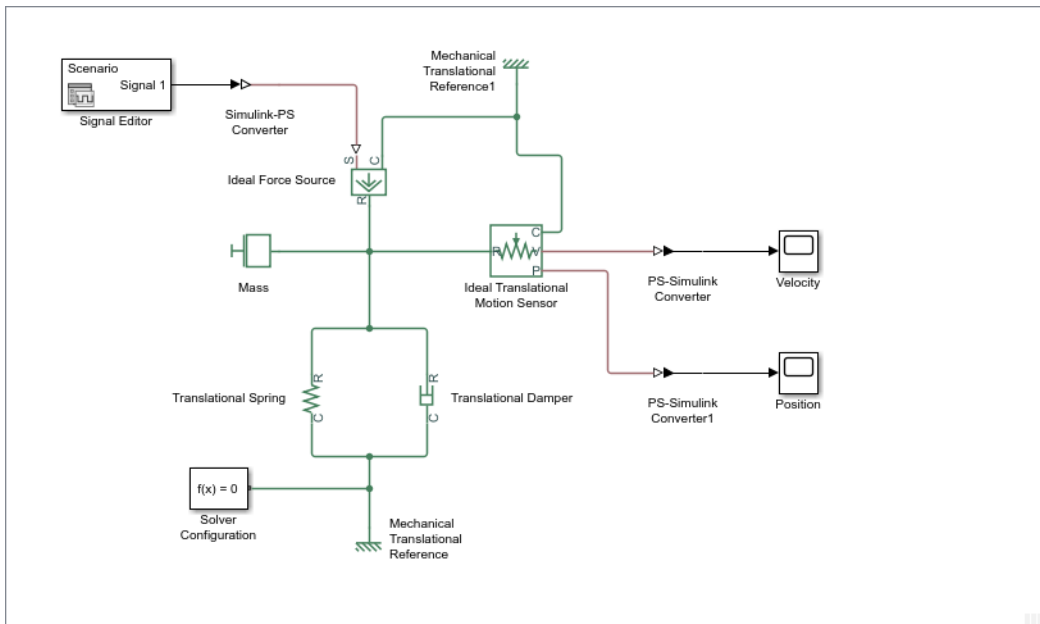 Scenario
Signal 1
Signal Editor
Simulink-PS
Converter
Mechanical
Translational
Reference1
S
C
Ideal Force Source
R
Mass
R
C
V
P
Ideal Translational
Motion Sensor
PS-Simulink
Converter
Velocity
Translational Spring
R
C
R
C
Translational Damper
PS-Simulink
Converter1
Position
f(x) = 0
Solver
Configuration
Mechanical
Translational
Reference